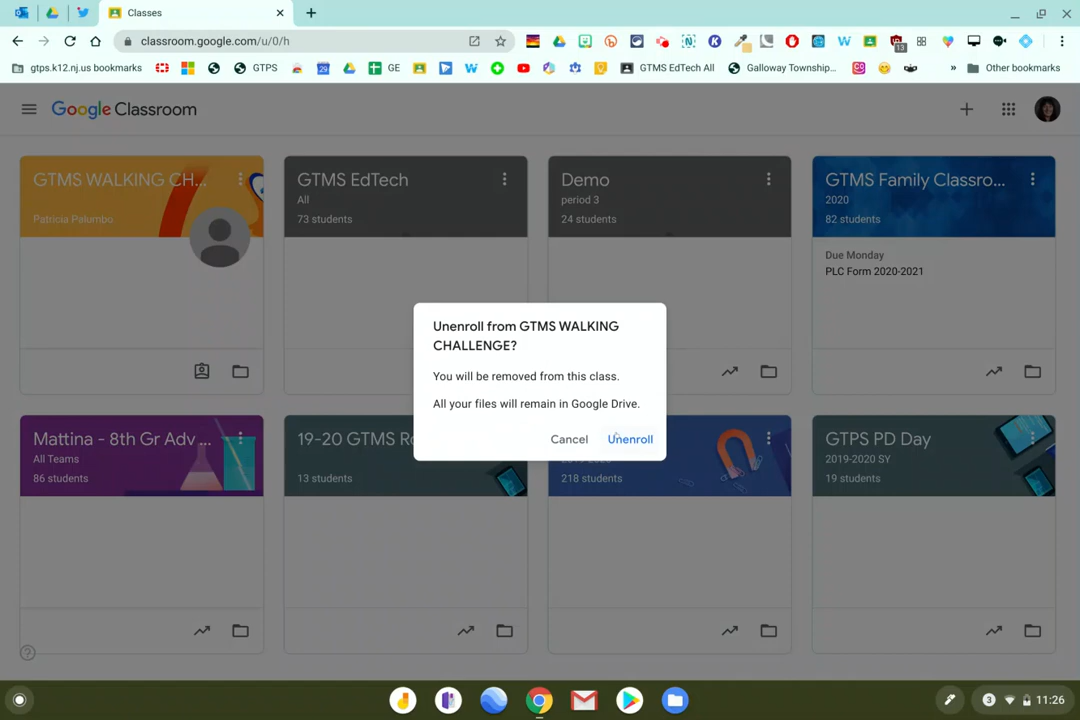 Classes
classroom.google.com/u/0/h
13
gtps.k12.nj.us bookmarks
GTPS
29
GE
GTMS EdTech All
Galloway Township...
»
Other bookmarks
Google Classroom
GTMS WALKING CH...
Patricia Palumbo
GTMS EdTech
All
73 students
Demo
period 3
24 students
GTMS Family Classro...
2020
82 students
Due Monday
PLC Form 2020-2021
Unenroll from GTMS WALKING
CHALLENGE?
You will be removed from this class.
All your files will remain in Google Drive.
Cancel
Unenroll
Mattina - 8th Gr Adv ...
All Teams
86 students
19-20 GTMS Ro
13 students
218 students
GTPS PD Day
2019-2020 SY
19 students
3
11:26